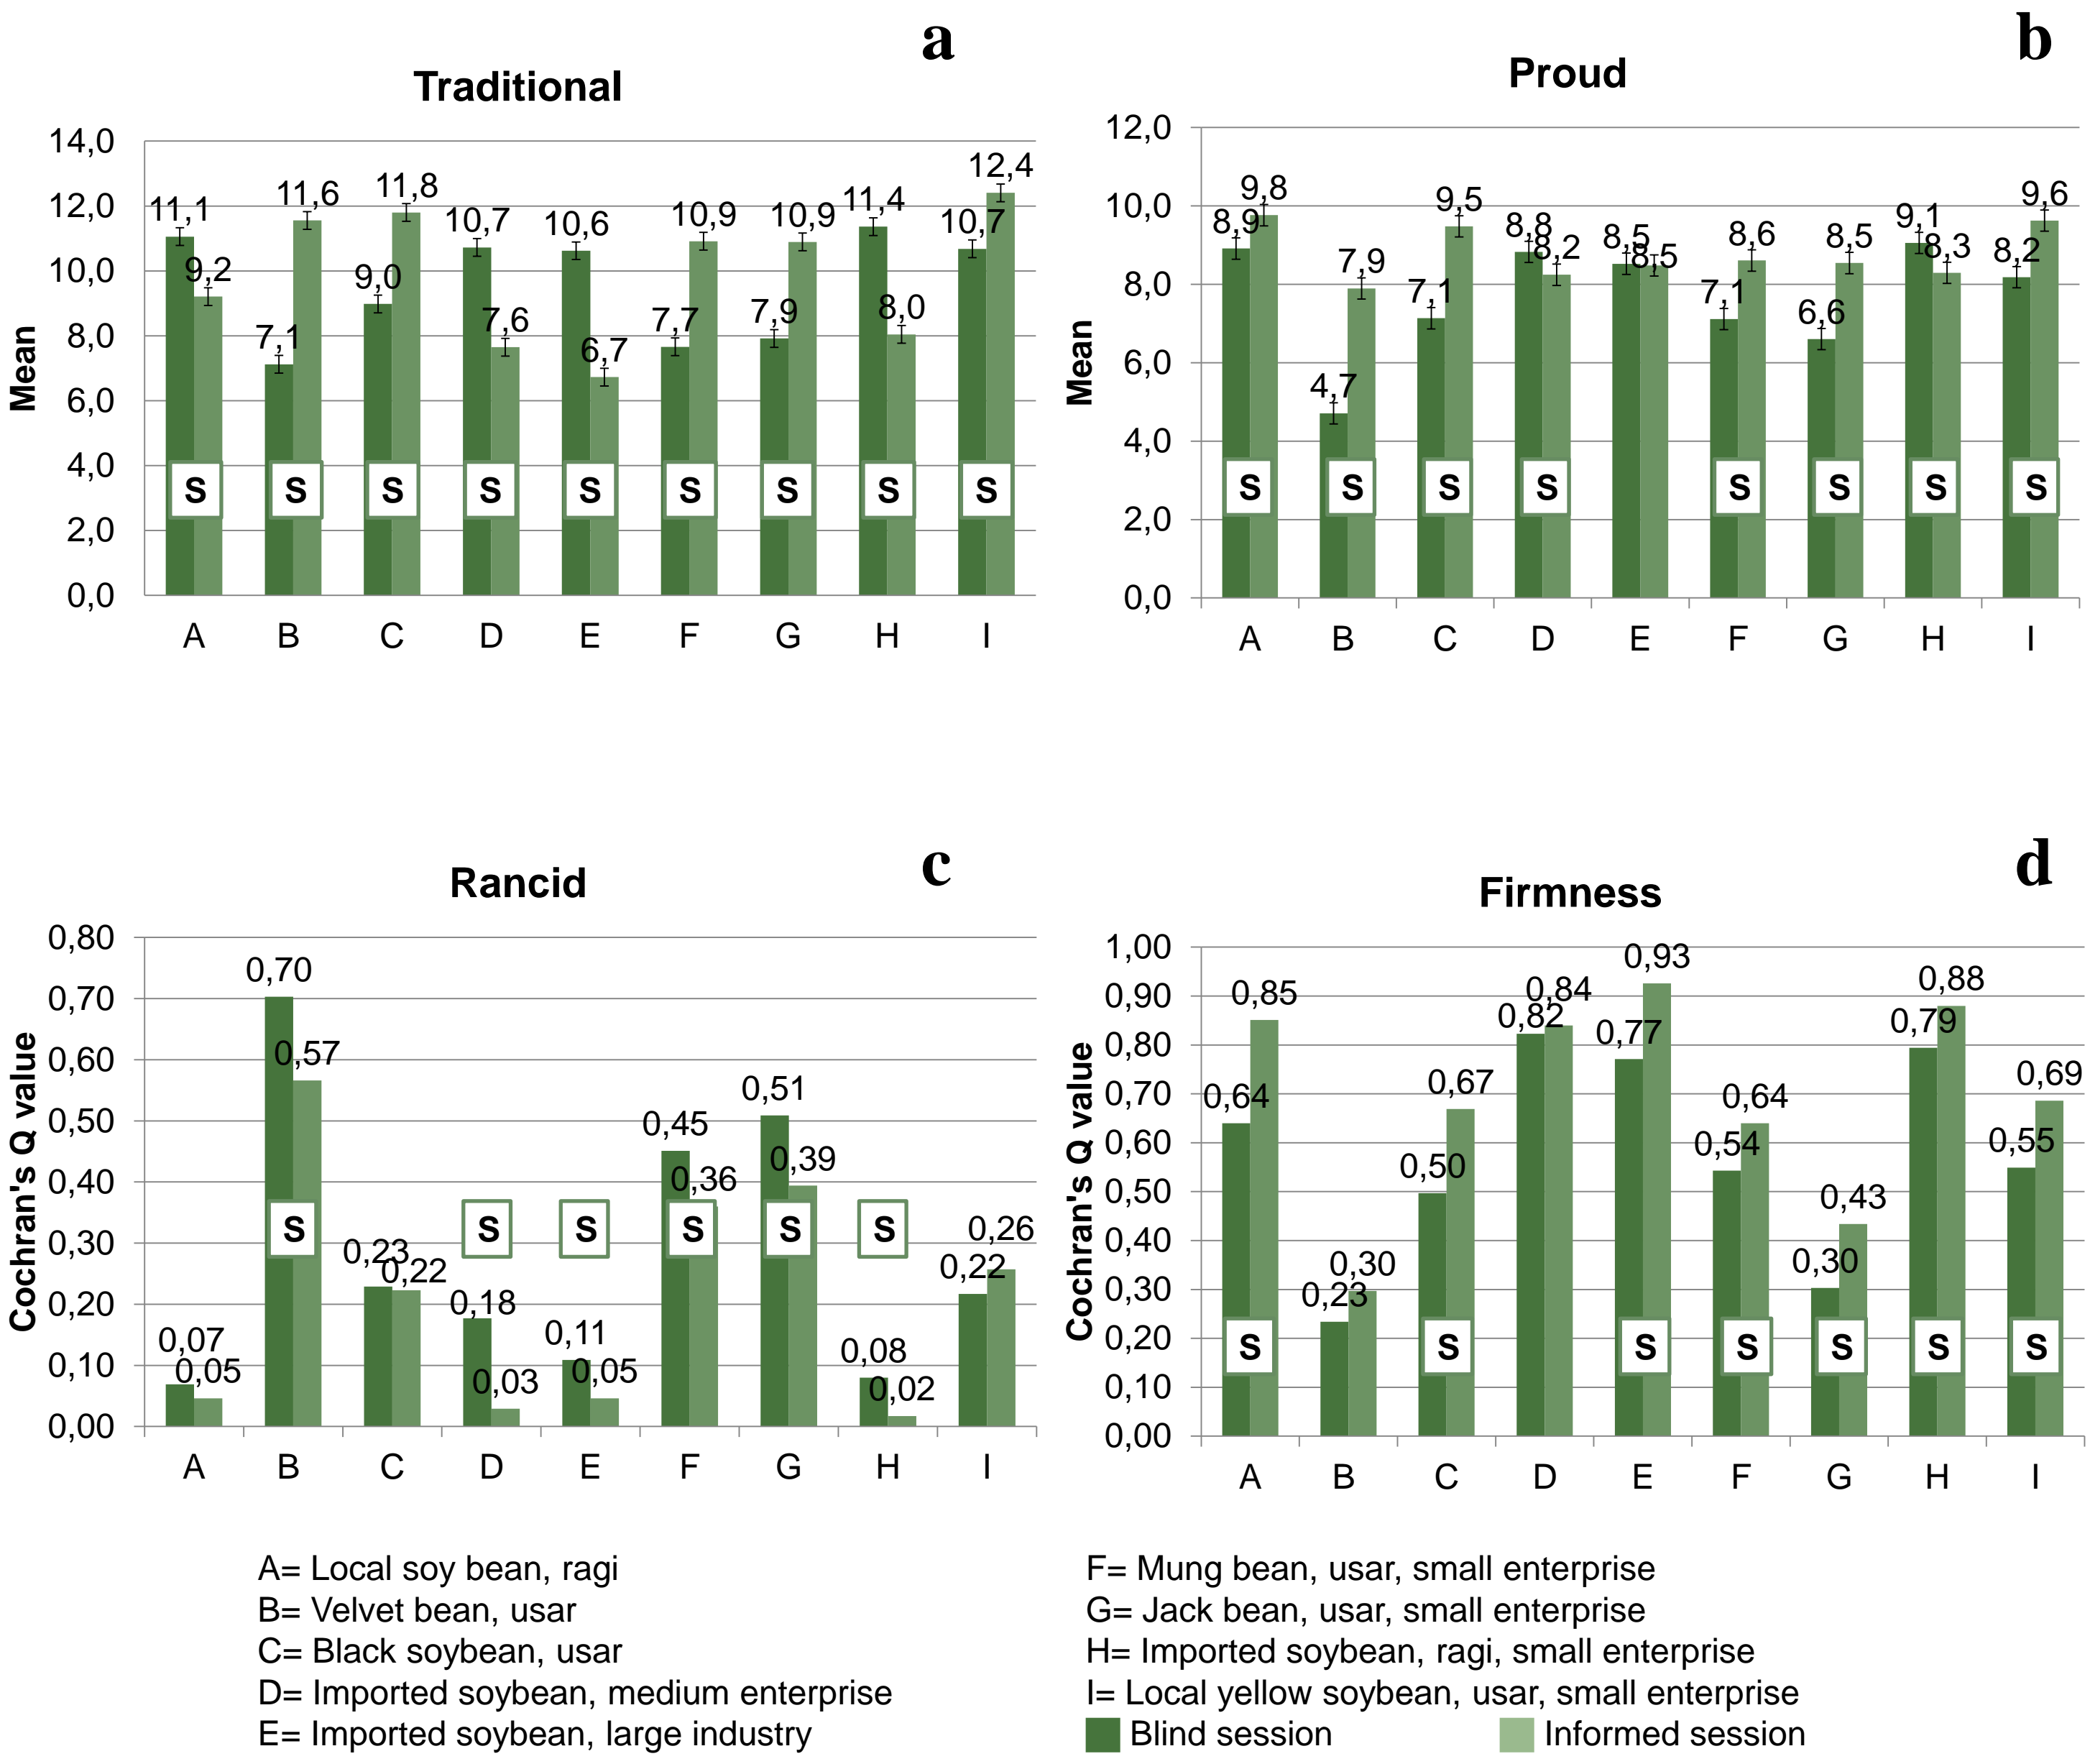 a
Traditional
Mean
14,0
12,0
10,0
8,0
6,0
4,0
2,0
0,0
11,1 9,2 7,1 11,6 9,0 11,8 10,7 7,6 10,6 6,7 7,7 10,9 7,9 10,9 11,4 8,0 10,7 12,4
S S S S S S S S S
A B C D E F G H I
b
Proud
Mean
12,0
10,0
8,0
6,0
4,0
2,0
0,0
8,9 9,8 4,7 7,9 7,1 9,5 8,8 8,2 8,5 8,5 7,1 8,6 6,6 8,5 9,1 8,3 8,2 9,6
S S S S S S S S
A B C D E F G H I
c
Rancid
Cochran's Q value
0,80
0,70
0,60
0,50
0,40
0,30
0,20
0,10
0,00
0,07 0,05 0,70 0,57 0,23 0,22 0,18 0,03 0,11 0,05 0,45 0,36 0,51 0,39 0,08 0,02 0,22 0,26
S S S S S S
A B C D E F G H I
d
Firmness
Cochran's Q value
1,00
0,90
0,80
0,70
0,60
0,50
0,40
0,30
0,20
0,10
0,00
0,64 0,85 0,23 0,30 0,50 0,67 0,82 0,84 0,77 0,93 0,54 0,64 0,30 0,43 0,79 0,88 0,55 0,69
S S S S S S S
A B C D E F G H I
A= Local soy bean, ragi
B= Velvet bean, usar
C= Black soybean, usar
D= Imported soybean, medium enterprise
E= Imported soybean, large industry
F= Mung bean, usar, small enterprise
G= Jack bean, usar, small enterprise
H= Imported soybean, ragi, small enterprise
I= Local yellow soybean, usar, small enterprise
Blind session Informed session